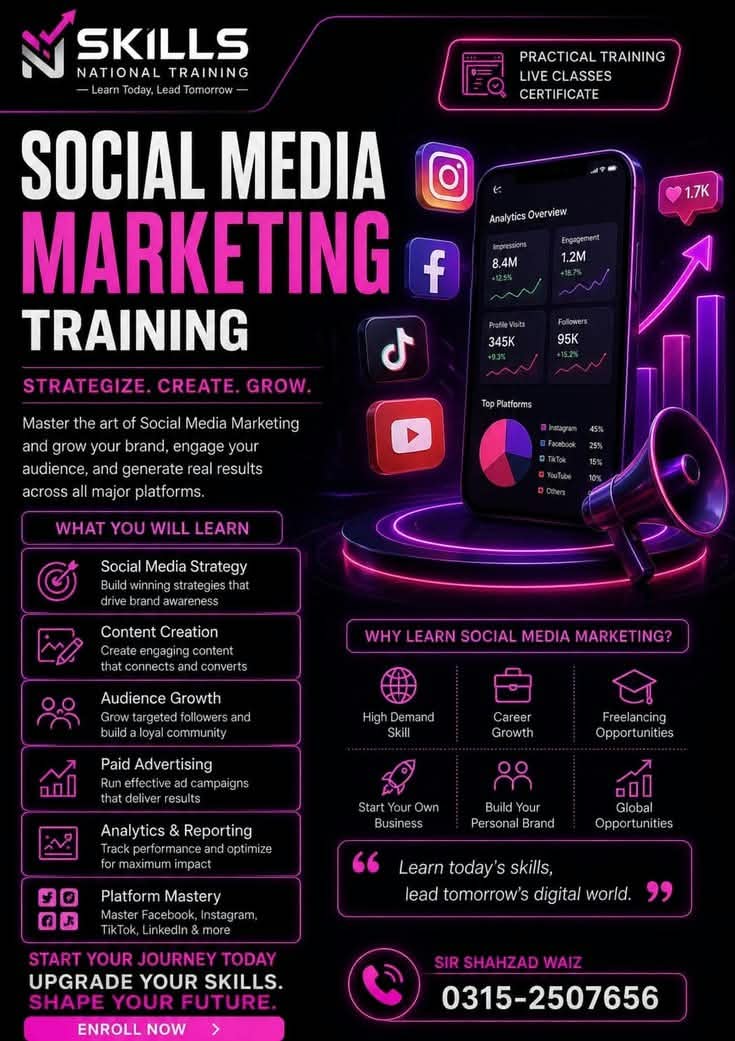 SKILLS
NATIONAL TRAINING
— Learn Today, Lead Tomorrow —
PRACTICAL TRAINING
LIVE CLASSES
CERTIFICATE
SOCIAL MEDIA
MARKETING
TRAINING
STRATEGIZE. CREATE. GROW.
Master the art of Social Media Marketing
and grow your brand, engage your
audience, and generate real results
across all major platforms.
Analytics Overview
Impressions
8.4M
+12.5%
Engagement
1.2M
+18.7%
Profile Visits
345K
+9.3%
Followers
95K
+15.2%
Top Platforms
Instagram 45%
Facebook 25%
TikTok 15%
YouTube 10%
Others
1.7K
WHAT YOU WILL LEARN
Social Media Strategy
Build winning strategies that
drive brand awareness
Content Creation
Create engaging content
that connects and converts
Audience Growth
Grow targeted followers and
build a loyal community
Paid Advertising
Run effective ad campaigns
that deliver results
Analytics & Reporting
Track performance and optimize
for maximum impact
Platform Mastery
Master Facebook, Instagram,
TikTok, LinkedIn & more
WHY LEARN SOCIAL MEDIA MARKETING?
High Demand
Skill
Career
Growth
Freelancing
Opportunities
Start Your Own
Business
Build Your
Personal Brand
Global
Opportunities
“ Learn today's skills,
lead tomorrow's digital world. ”
START YOUR JOURNEY TODAY
UPGRADE YOUR SKILLS.
SHAPE YOUR FUTURE.
ENROLL NOW >
SIR SHAHZAD WAIZ
0315-2507656